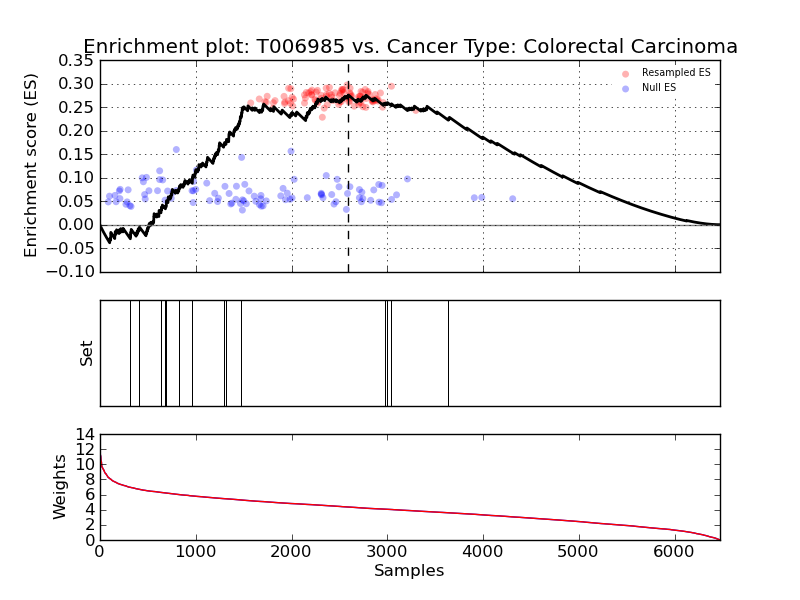 Enrichment plot: T006985 vs. Cancer Type: Colorectal Carcinoma
Resampled ES
Null ES
Enrichment score (ES)
0.35
0.30
0.25
0.20
0.15
0.10
0.05
0.00
−0.05
−0.10
Set
Weights
14
12
10
8
6
4
2
0
0 1000 2000 3000 4000 5000 6000
Samples